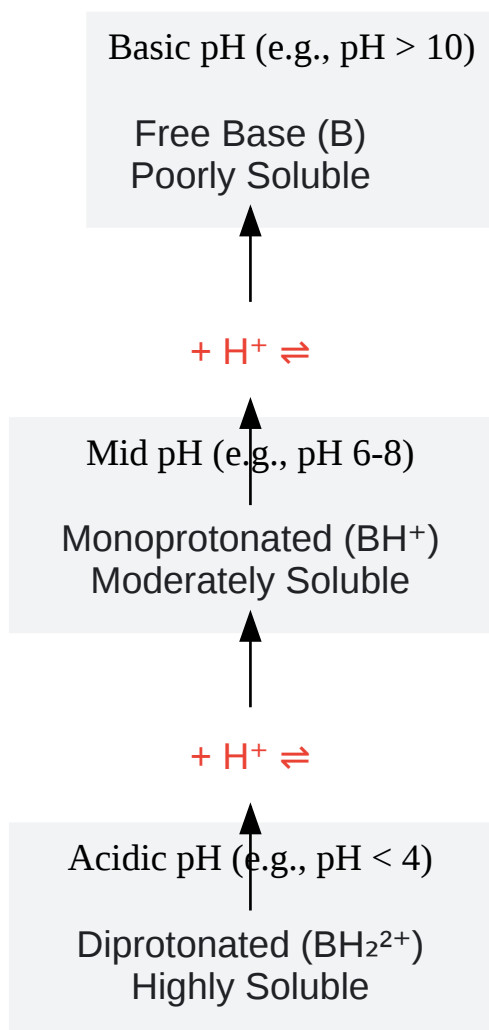 Basic pH (e.g., pH > 10)
Free Base (B)
Poorly Soluble
+ H⁺ ⇌
Mid pH (e.g., pH 6-8)
Monoprotonated (BH⁺)
Moderately Soluble
+ H⁺ ⇌
Acidic pH (e.g., pH < 4)
Diprotonated (BH₂²⁺)
Highly Soluble